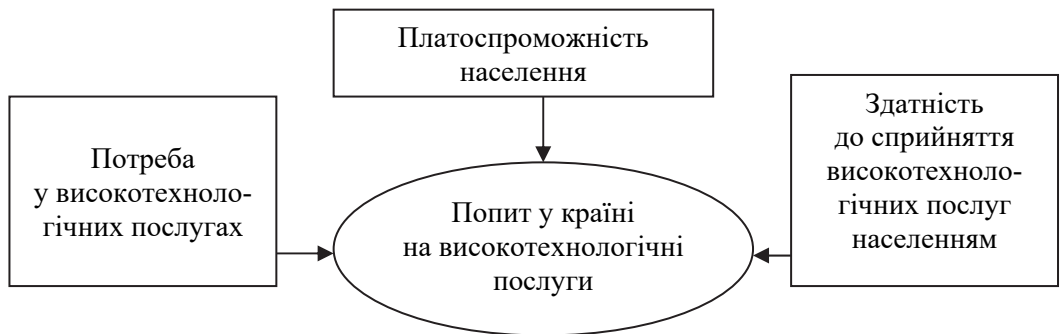 Платоспроможність
населення
Потреба
у високотехноло-
гічних послугах
Попит у країні
на високотехнологічні
послуги
Здатність
до сприйняття
високотехноло-
гічних послуг
населенням